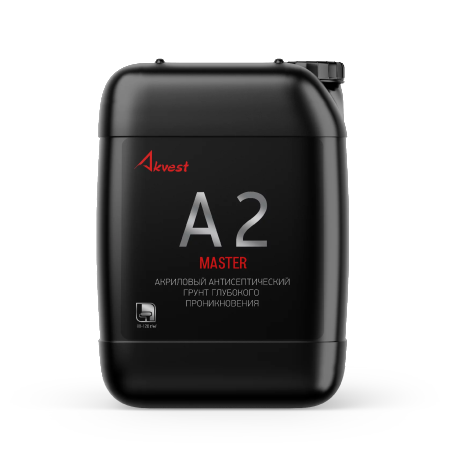 Akvest
A2
MASTER
АКРИЛОВЫЙ АНТИСЕПТИЧЕСКИЙ
ГРУНТ ГЛУБОКОГО
ПРОНИКНОВЕНИЯ